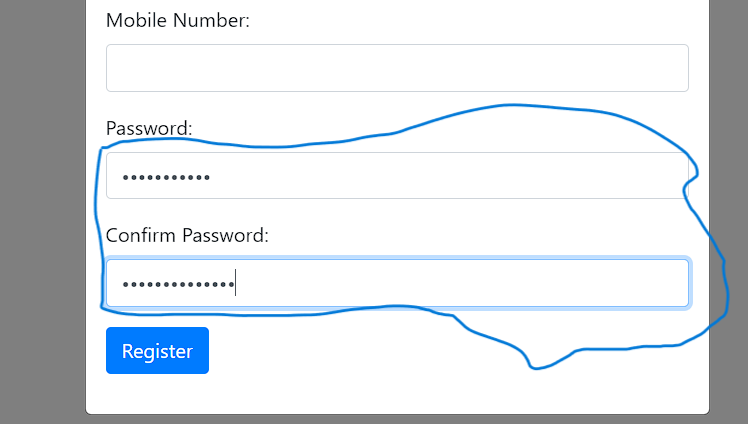 Mobile Number:
Password:
•••••••••••
Confirm Password:
••••••••••••••
Register